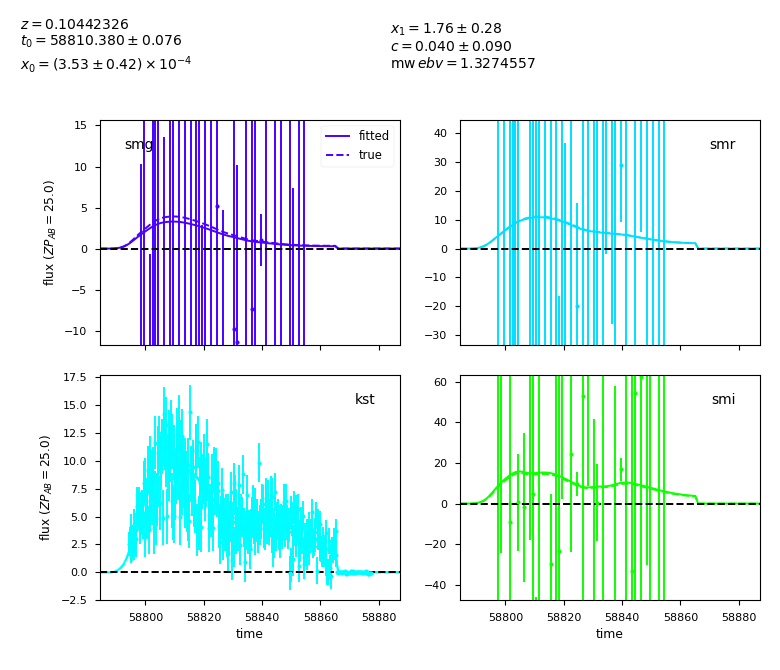 z = 0.10442326
t₀ = 58810.380 ± 0.076
x₀ = (3.53 ± 0.42) × 10⁻⁴
x₁ = 1.76 ± 0.28
c = 0.040 ± 0.090
mw ebv = 1.3274557
smg
fitted
true
15
10
5
0
−5
−10
flux (ZP_AB = 25.0)
smr
40
30
20
10
0
−10
−20
−30
kst
17.5
15.0
12.5
10.0
7.5
5.0
2.5
0.0
−2.5
flux (ZP_AB = 25.0)
58800 58820 58840 58860 58880
time
smi
60
40
20
0
−20
−40
58800 58820 58840 58860 58880
time